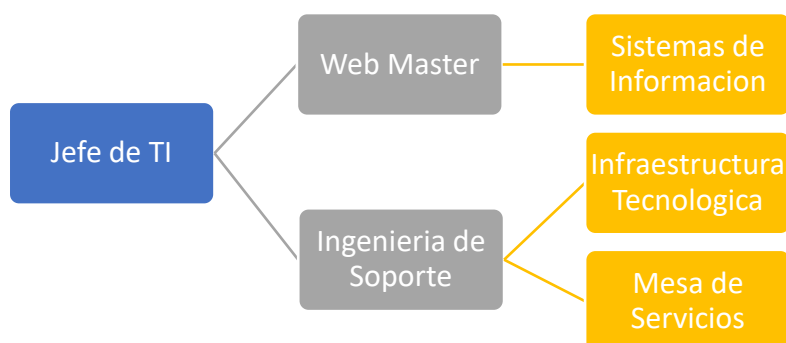 Jefe de TI
Web Master
Ingenieria de
Soporte
Sistemas de
Informacion
Infraestructura
Tecnologica
Mesa de
Servicios